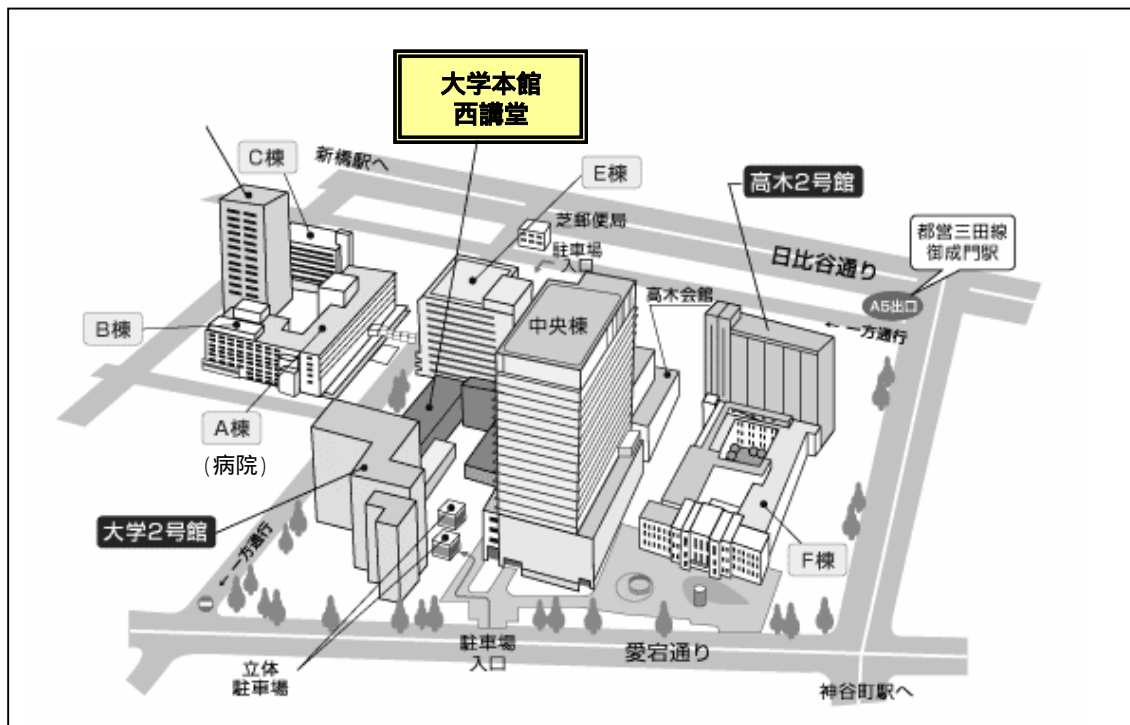 大学本館
西講堂
新橋駅へ
C棟
E棟
高木2号館
芝郵便局
都営三田線
御成門駅
駐車場
入口
日比谷通り
高木会館
A5出口
中央棟
←一方通行
B棟
A棟
(病院)
大学2号館
←一方通行
F棟
駐車場
入口
愛宕通り
立体
駐車場
神谷町駅へ